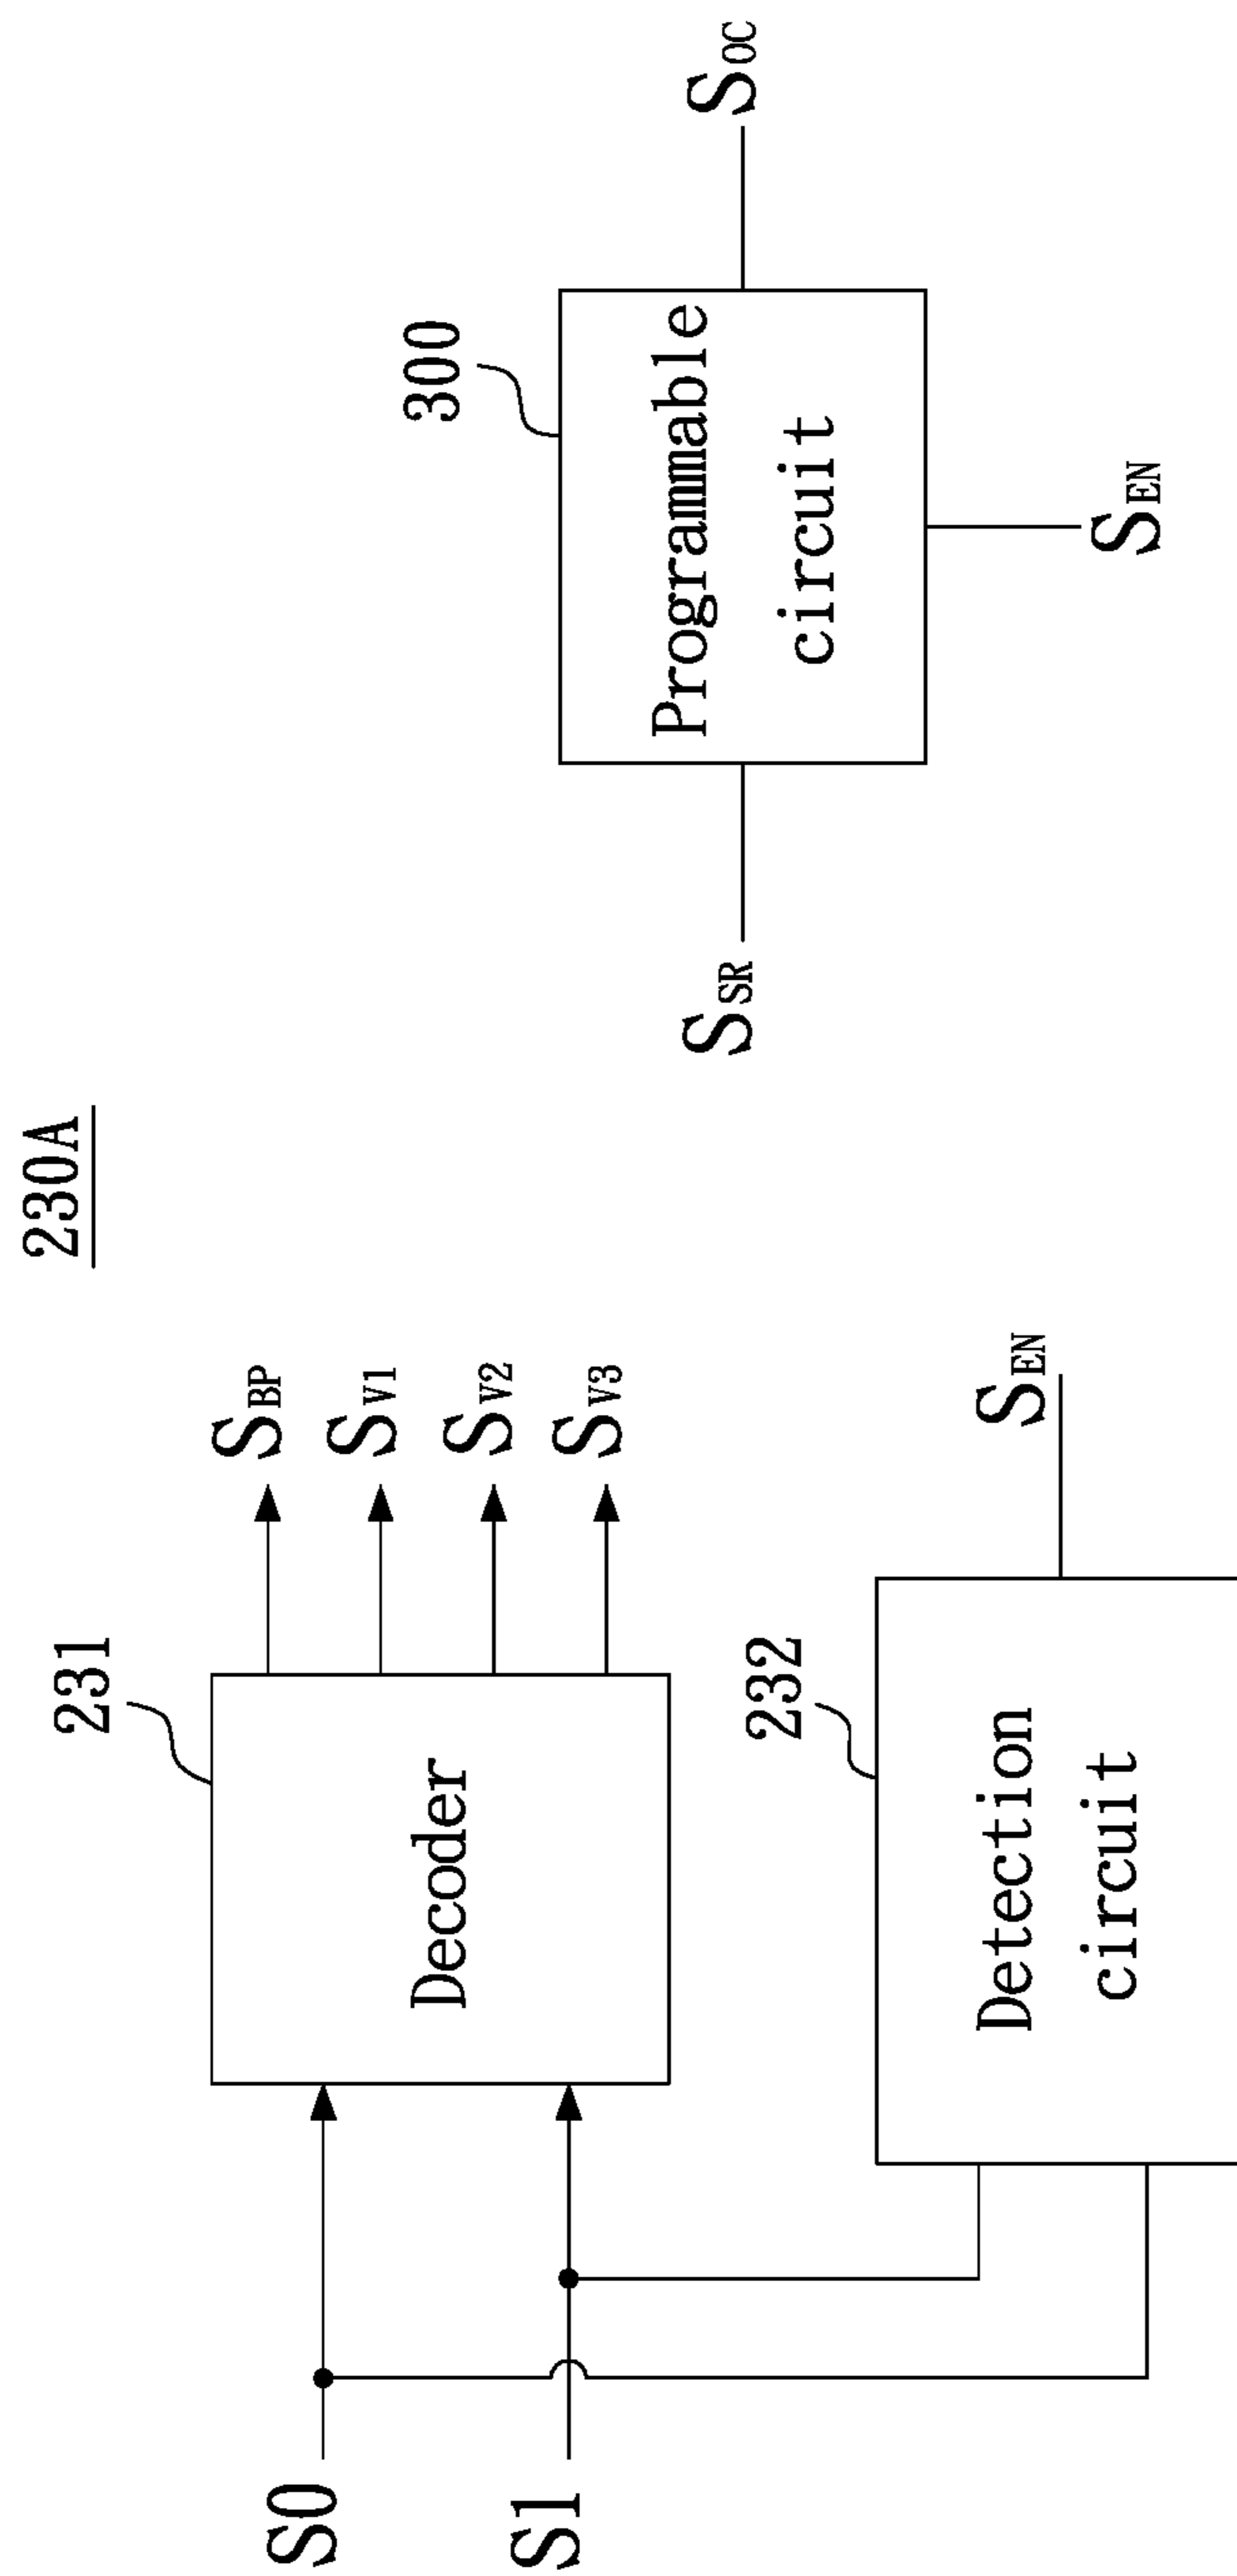 230A
231
S0
S1
Decoder
SBP
SV1
SV2
SV3
232
Detection
circuit
SEN
300
SSR
Programmable
circuit
SOC
SEN